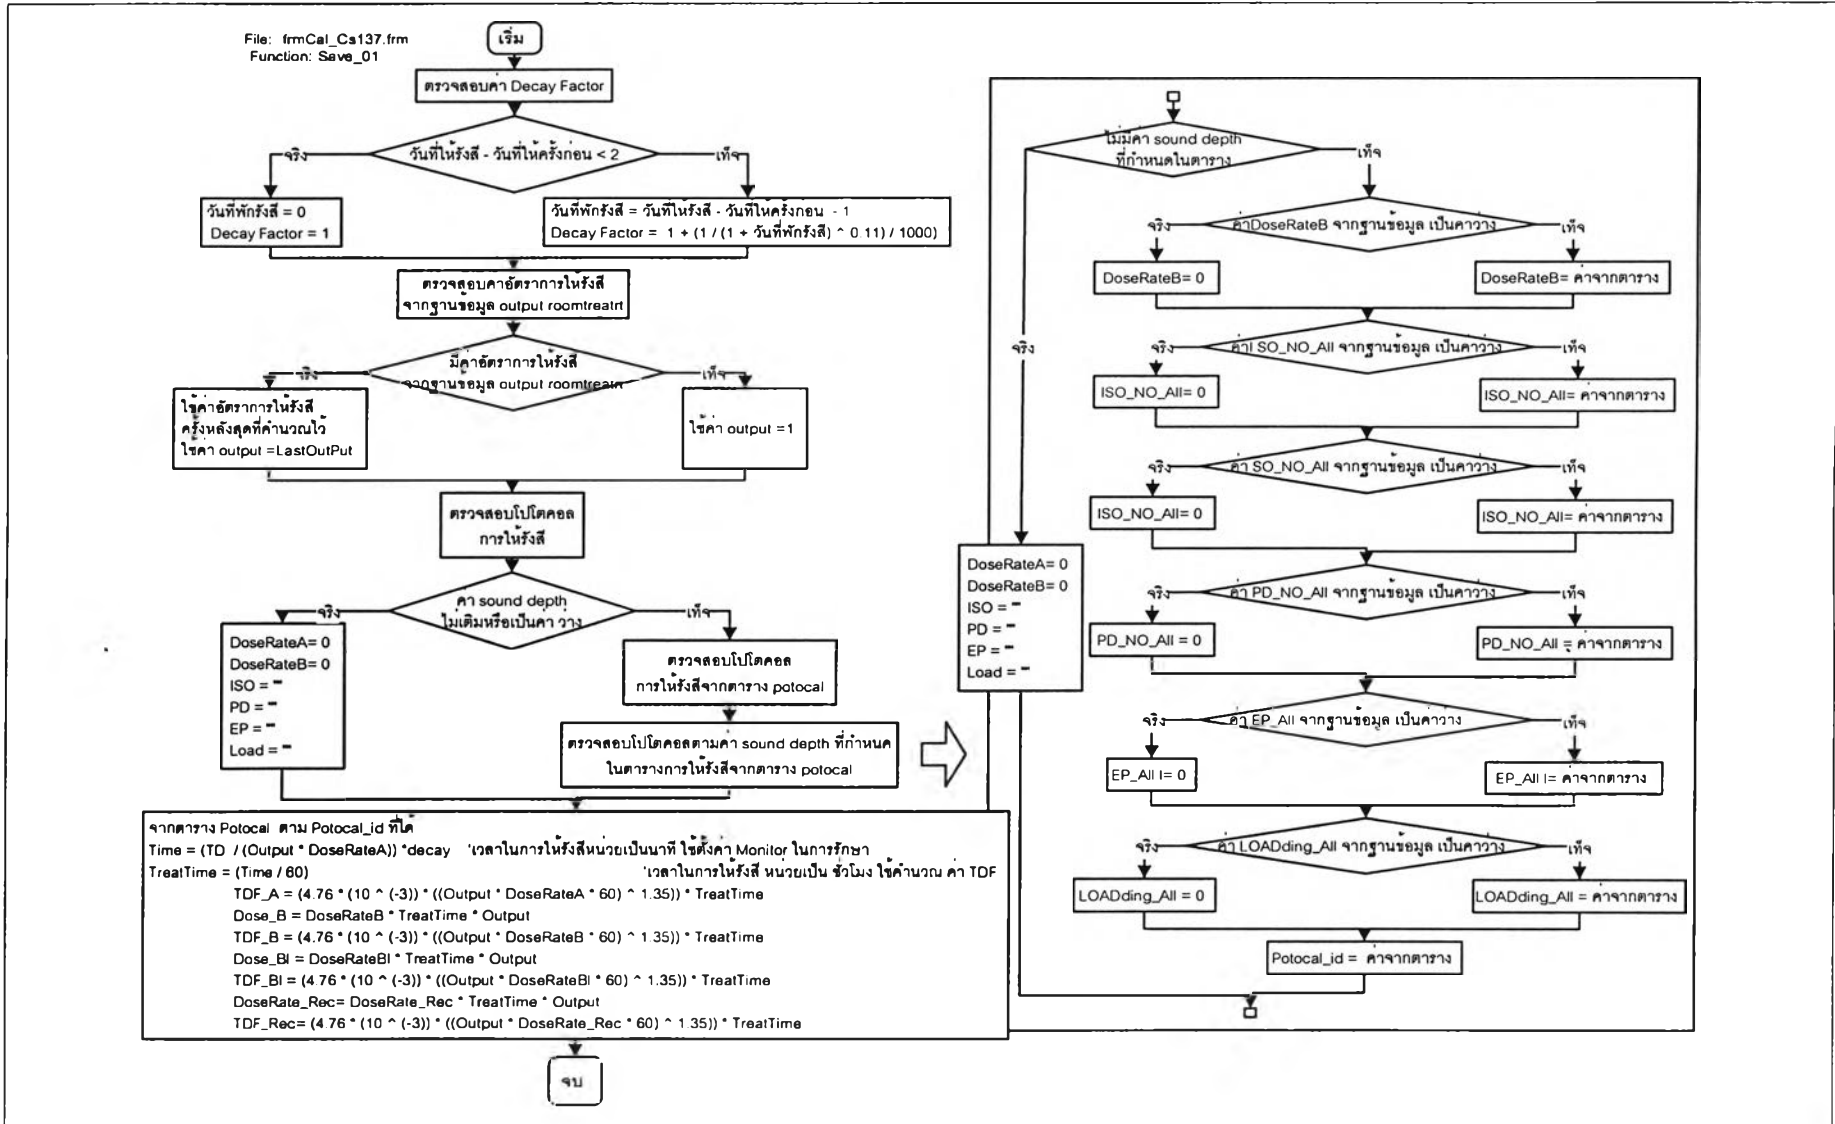 File: frmCal_Cs137.frm
Function: Save_01
เริ่ม
ตรวจสอบค่า Decay Factor
วันที่ให้รังสี - วันที่ให้ครั้งก่อน < 2
จริง
เท็จ
วันที่พักรังสี = 0
Decay Factor = 1
วันที่พักรังสี = วันที่ให้รังสี - วันที่ให้ครั้งก่อน - 1
Decay Factor = 1 + (1 / (1 + วันที่พักรังสี) ^ 0.11) / 1000)
ตรวจสอบค่าอัตราการให้รังสี
จากฐานข้อมูล output roomtreatrt
มีค่าอัตราการให้รังสี
จากฐานข้อมูล output roomtreatrt
จริง
เท็จ
ใช้ค่าอัตราการให้รังสี
ครั้งหลังสุดที่คำนวณไว้
ใช้ค่า output =LastOutPut
ใช้ค่า output =1
ตรวจสอบโปโตคอล
การให้รังสี
ค่า sound depth
ไม่เติมหรือเป็นค่า ว่าง
จริง
เท็จ
DoseRateA= 0
DoseRateB= 0
ISO = ""
PD = ""
EP = ""
Load = ""
ตรวจสอบโปโตคอล
การให้รังสีจากตาราง potocal
ตรวจสอบโปโตคอลตามค่า sound depth ที่กำหนด
ในตารางการให้รังสีจากตาราง potocal
จากตาราง Potocal ตาม Potocal_id ที่ได้
Time = (TD / (Output * DoseRateA)) *decay 'เวลาในการให้รังสีหน่วยเป็นนาที ใช้ตั้งค่า Monitor ในการรักษา
TreatTime = (Time / 60) 'เวลาในการให้รังสี หน่วยเป็น ชั่วโมง ใช้คำนวณ ค่า TDF
TDF_A = (4.76 * (10 ^ (-3)) * ((Output * DoseRateA * 60) ^ 1.35)) * TreatTime
Dose_B = DoseRateB * TreatTime * Output
TDF_B = (4.76 * (10 ^ (-3)) * ((Output * DoseRateB * 60) ^ 1.35)) * TreatTime
Dose_BI = DoseRateBI * TreatTime * Output
TDF_BI = (4.76 * (10 ^ (-3)) * ((Output * DoseRateBI * 60) ^ 1.35)) * TreatTime
DoseRate_Rec= DoseRate_Rec * TreatTime * Output
TDF_Rec= (4.76 * (10 ^ (-3)) * ((Output * DoseRate_Rec * 60) ^ 1.35)) * TreatTime
จบ
ไม่มีค่า sound depth
ที่กำหนดในตาราง
เท็จ
จริง
DoseRateA= 0
DoseRateB= 0
ISO = ""
PD = ""
EP = ""
Load = ""
ค่าDoseRateB จากฐานข้อมูล เป็นค่าว่าง
จริง
เท็จ
DoseRateB= 0
DoseRateB= ค่าจากตาราง
ค่าI SO_NO_All จากฐานข้อมูล เป็นค่าว่าง
จริง
เท็จ
ISO_NO_All= 0
ISO_NO_All= ค่าจากตาราง
ค่า SO_NO_All จากฐานข้อมูล เป็นค่าว่าง
จริง
เท็จ
ISO_NO_All= 0
ISO_NO_All= ค่าจากตาราง
ค่า PD_NO_All จากฐานข้อมูล เป็นค่าว่าง
จริง
เท็จ
PD_NO_All = 0
PD_NO_All = ค่าจากตาราง
ค่า EP_All จากฐานข้อมูล เป็นค่าว่าง
จริง
เท็จ
EP_All l= 0
EP_All l= ค่าจากตาราง
ค่า LOADding_All จากฐานข้อมูล เป็นค่าว่าง
จริง
เท็จ
LOADding_All = 0
LOADding_All = ค่าจากตาราง
Potocal_id = ค่าจากตาราง